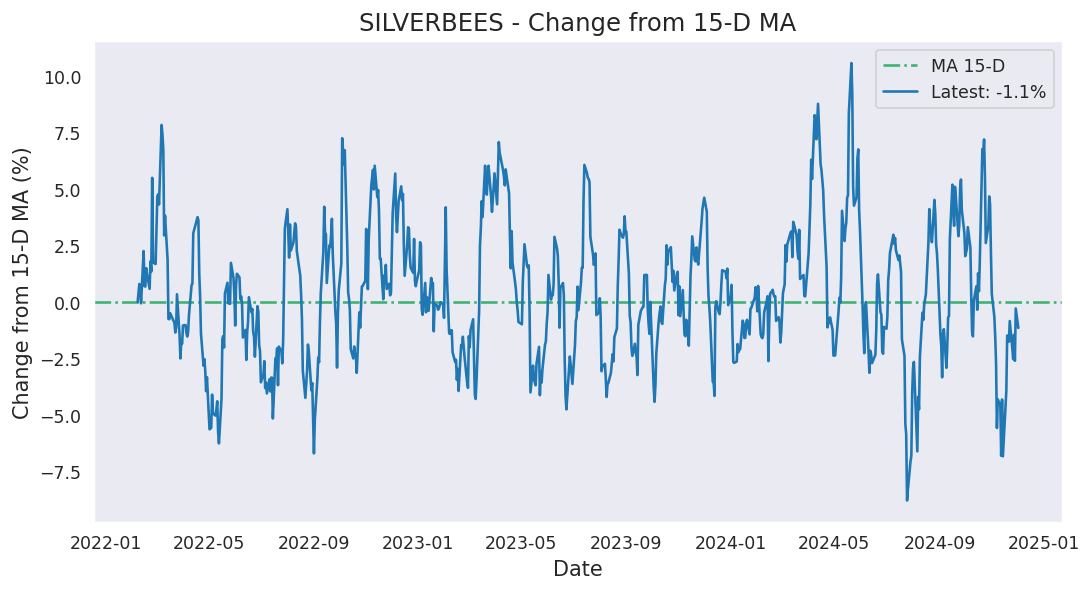 SILVERBEES - Change from 15-D MA
MA 15-D
Latest: -1.1%
Change from 15-D MA (%)
10.0
7.5
5.0
2.5
0.0
−2.5
−5.0
−7.5
2022-01 2022-05 2022-09 2023-01 2023-05 2023-09 2024-01 2024-05 2024-09 2025-01
Date